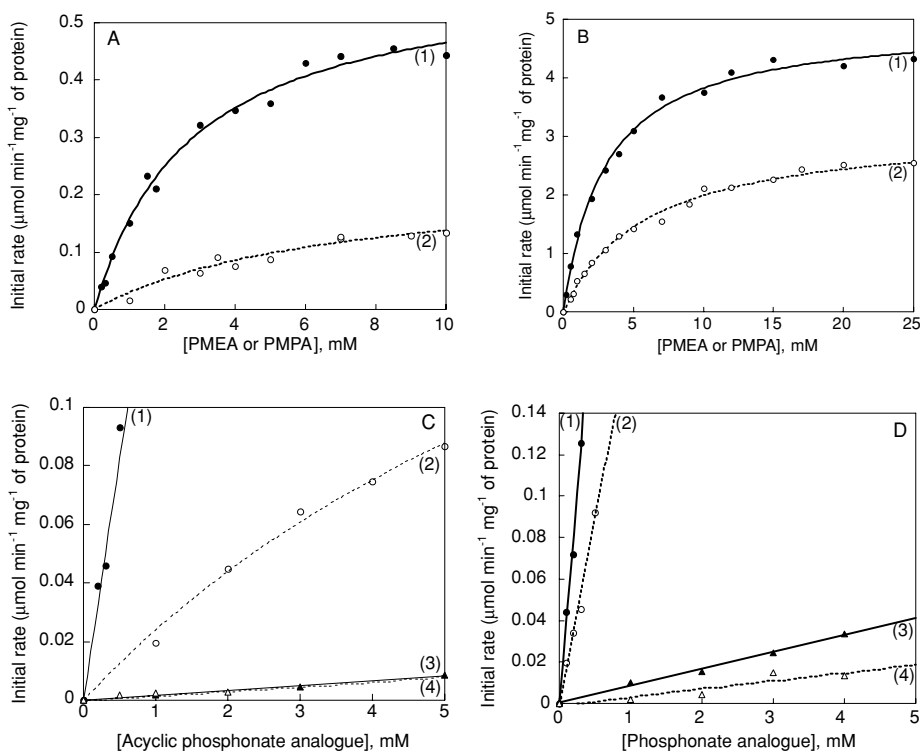 A
(1)
(2)
Initial rate (µmol min⁻¹ mg⁻¹ of protein)
0.5
0.4
0.3
0.2
0.1
0
0 2 4 6 8 10
[PMEA or PMPA], mM
B
(1)
(2)
Initial rate (µmol min⁻¹ mg⁻¹ of protein)
5
4
3
2
1
0
0 5 10 15 20 25
[PMEA or PMPA], mM
C
(1)
(2)
(3)
(4)
Initial rate (µmol min⁻¹ mg⁻¹ of protein)
0.1
0.08
0.06
0.04
0.02
0
0 1 2 3 4 5
[Acyclic phosphonate analogue], mM
D
(1)
(2)
(3)
(4)
Initial rate (µmol min⁻¹ mg⁻¹ of protein)
0.14
0.12
0.1
0.08
0.06
0.04
0.02
0
0 1 2 3 4 5
[Phosphonate analogue], mM